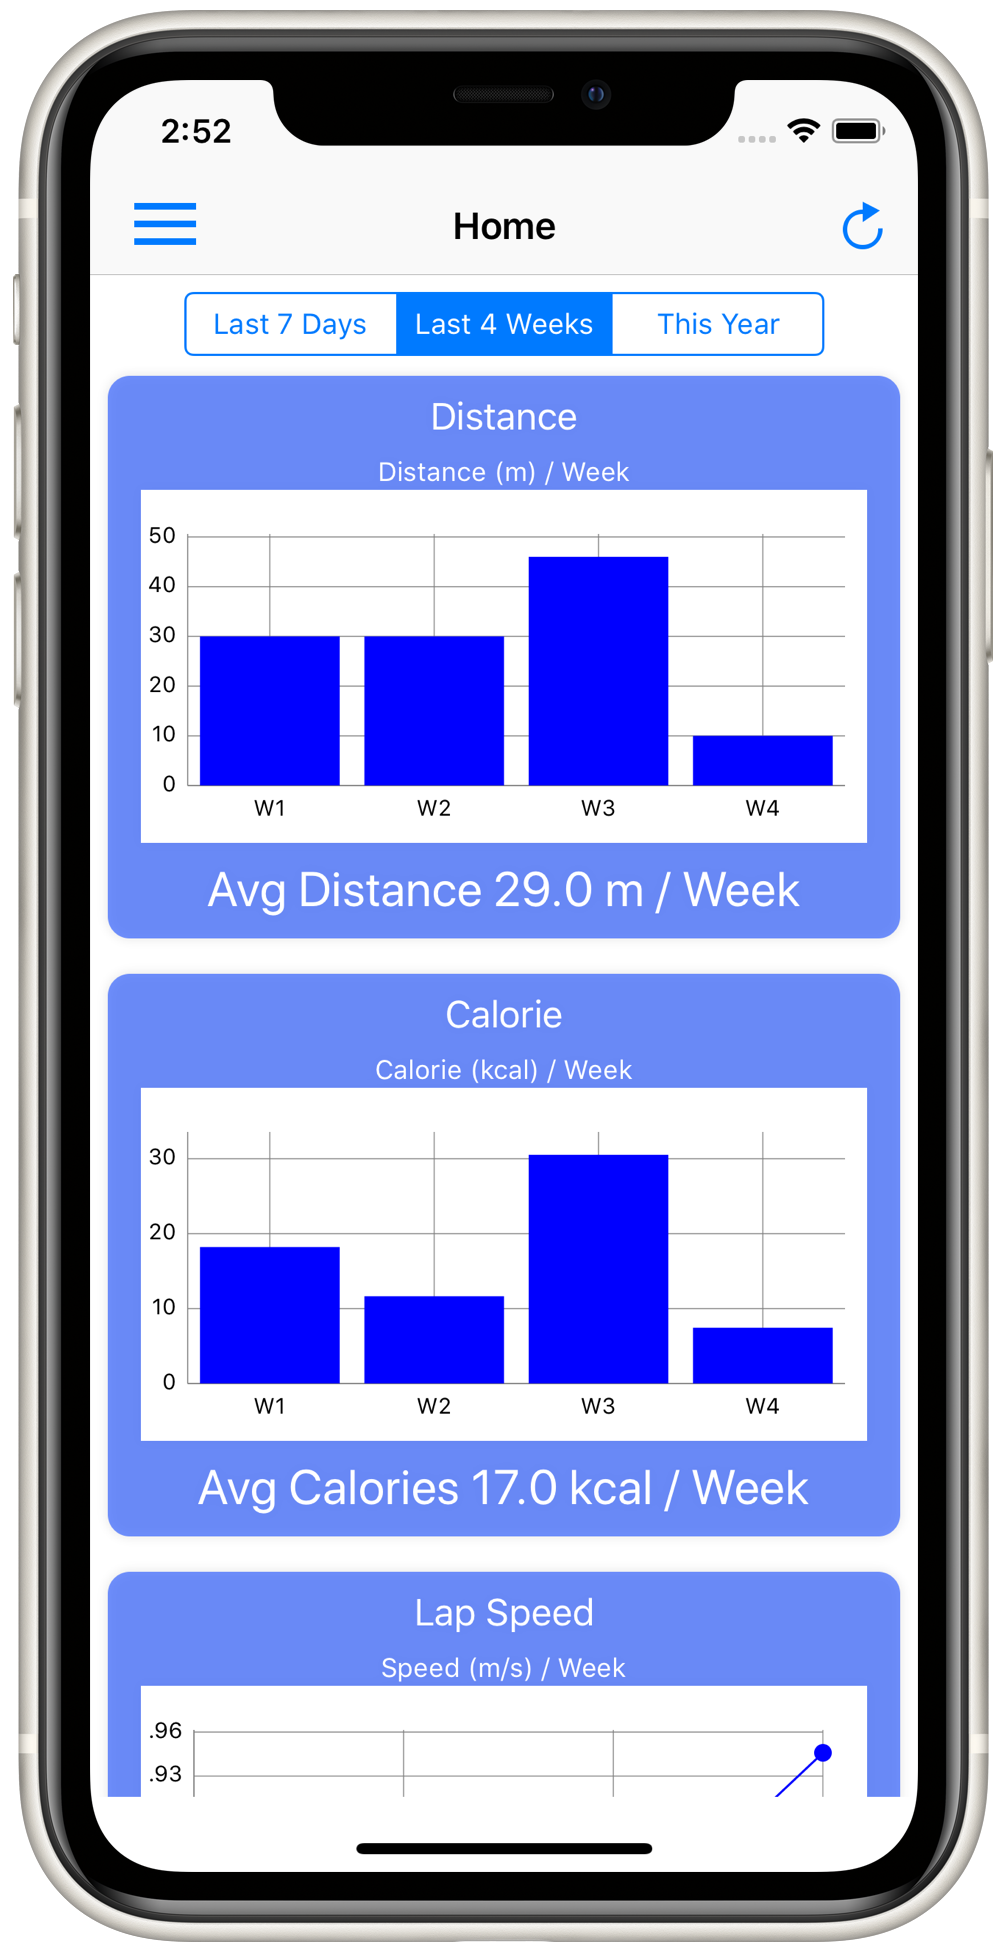 2:52
Home
Last 7 Days Last 4 Weeks This Year
Distance
Distance (m) / Week
50
40
30
20
10
0
W1 W2 W3 W4
Avg Distance 29.0 m / Week
Calorie
Calorie (kcal) / Week
30
20
10
0
W1 W2 W3 W4
Avg Calories 17.0 kcal / Week
Lap Speed
Speed (m/s) / Week
.96
.93